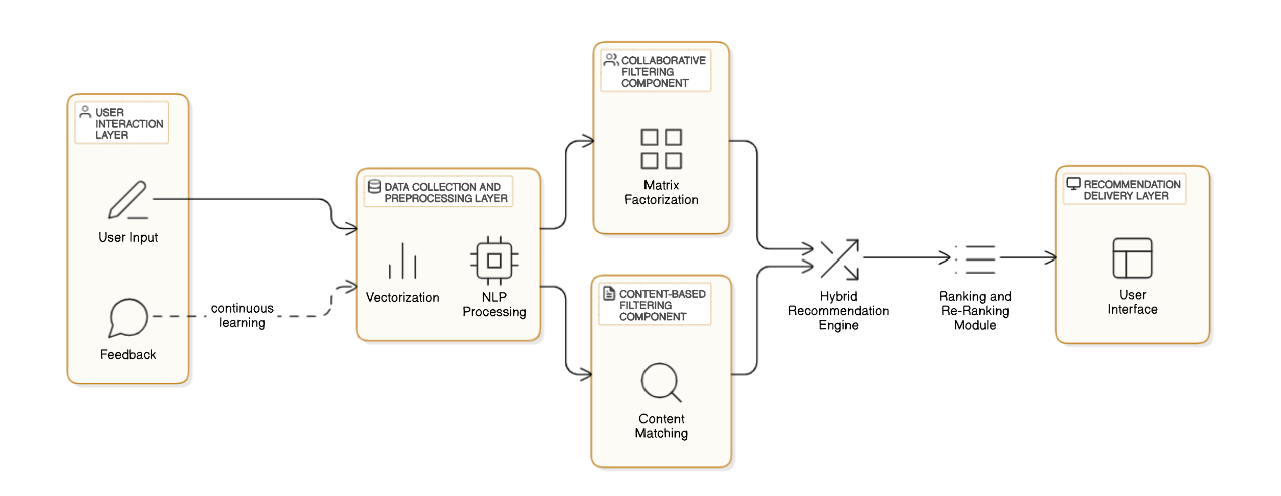 USER
INTERACTION
LAYER
User Input
continuous
learning
Feedback
DATA COLLECTION AND
PREPROCESSING LAYER
Vectorization
NLP
Processing
COLLABORATIVE
FILTERING
COMPONENT
Matrix
Factorization
CONTENT-BASED
FILTERING
COMPONENT
Content
Matching
Hybrid
Recommendation
Engine
Ranking and
Re-Ranking
Module
RECOMMENDATION
DELIVERY LAYER
User
Interface